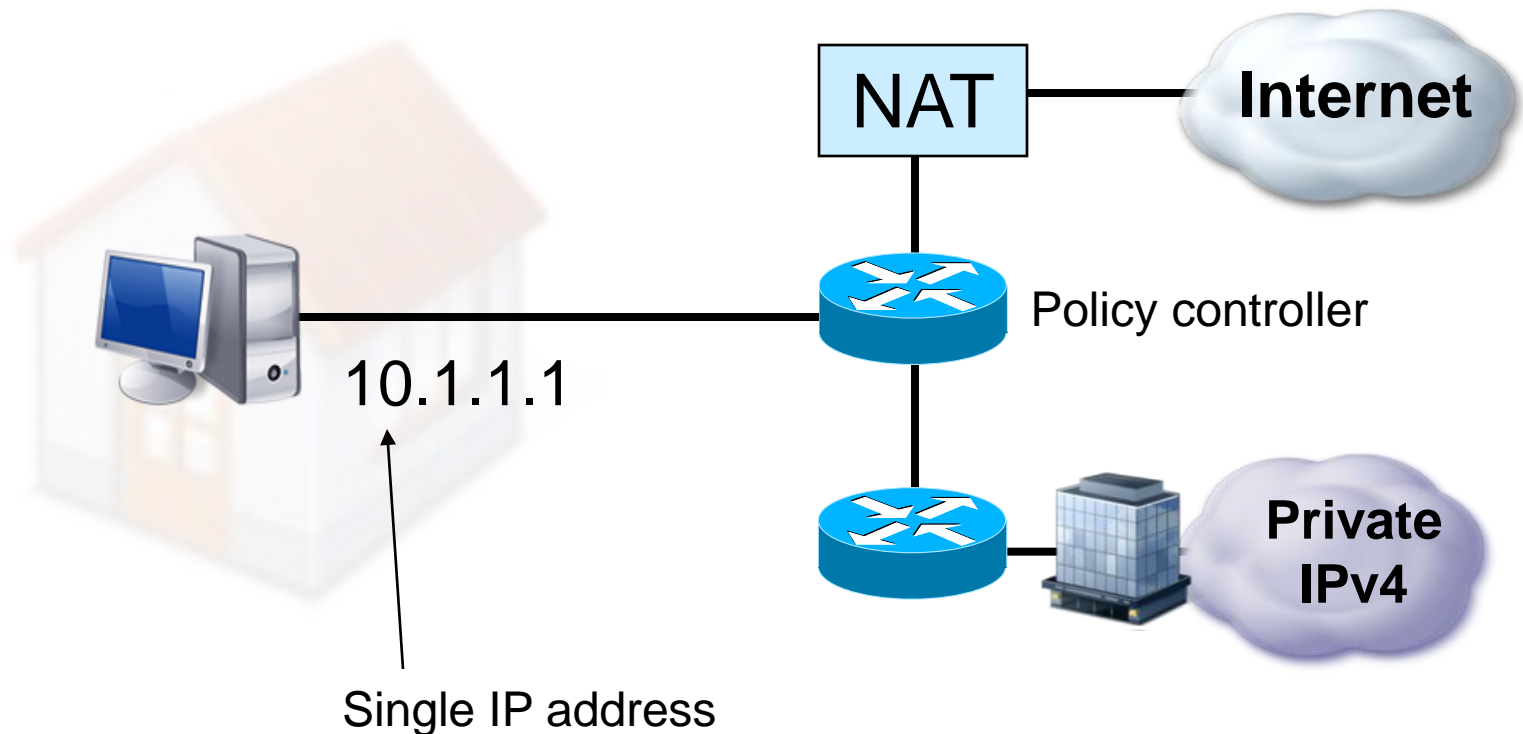 NAT
Internet
Policy controller
10.1.1.1
Private
IPv4
Single IP address